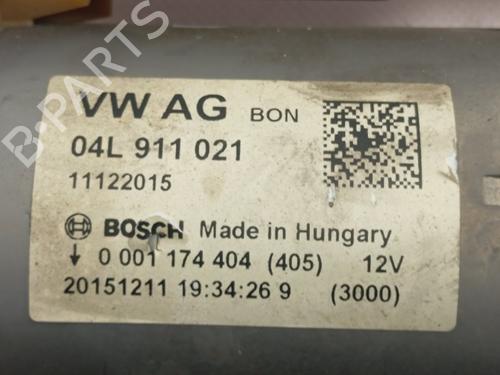 VW AG BON
04L 911 021
11122015
BOSCH Made in Hungary
↓ 0 001 174 404 (405) 12V
20151211 19:34:26 9 (3000)
B-PARTS